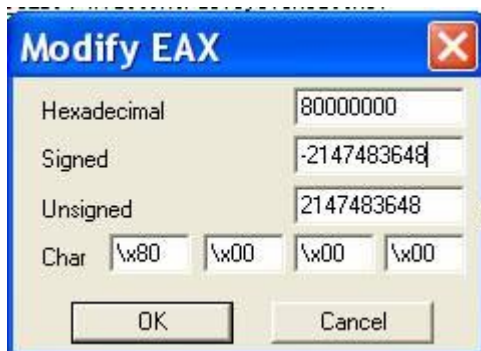 Modify EAX
Hexadecimal 80000000
Signed -2147483648
Unsigned 2147483648
Char \x80 \x00 \x00 \x00
OK Cancel